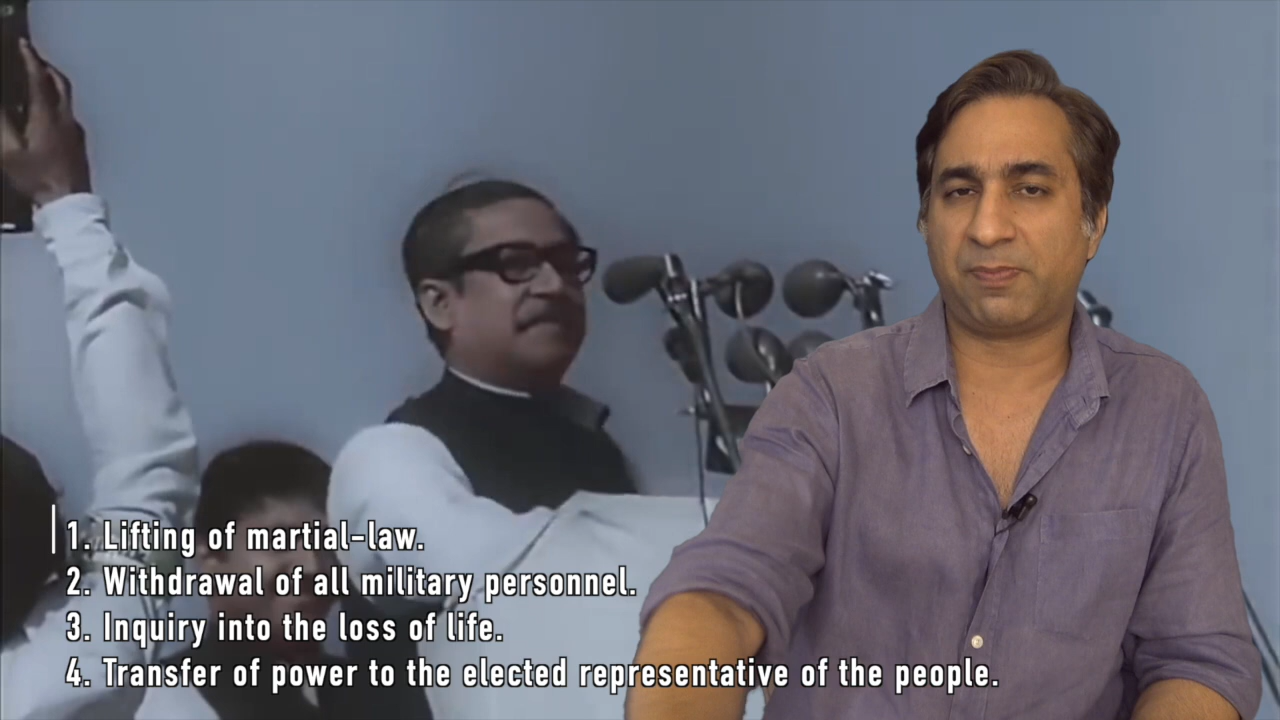 1. Lifting of martial-law.
2. Withdrawal of all military personnel.
3. Inquiry into the loss of life.
4. Transfer of power to the elected representative of the people.